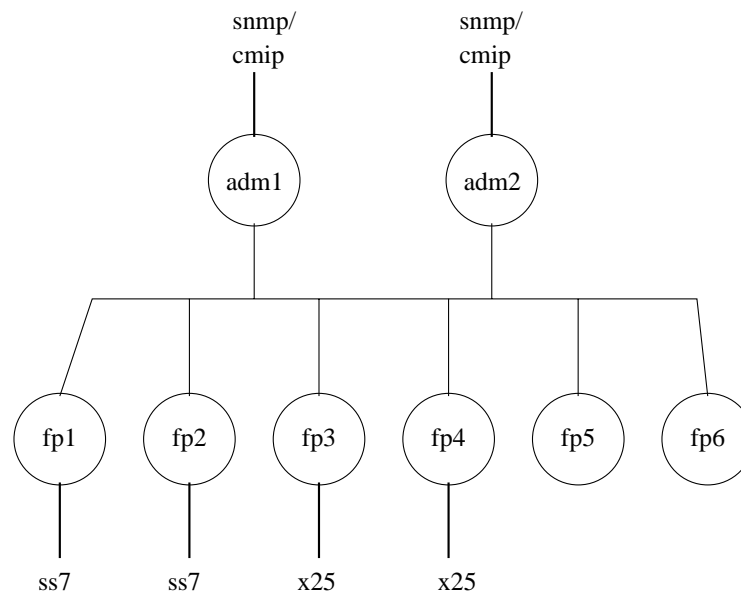 snmp/
cmip
snmp/
cmip
adm1
adm2
fp1
fp2
fp3
fp4
fp5
fp6
ss7
ss7
x25
x25